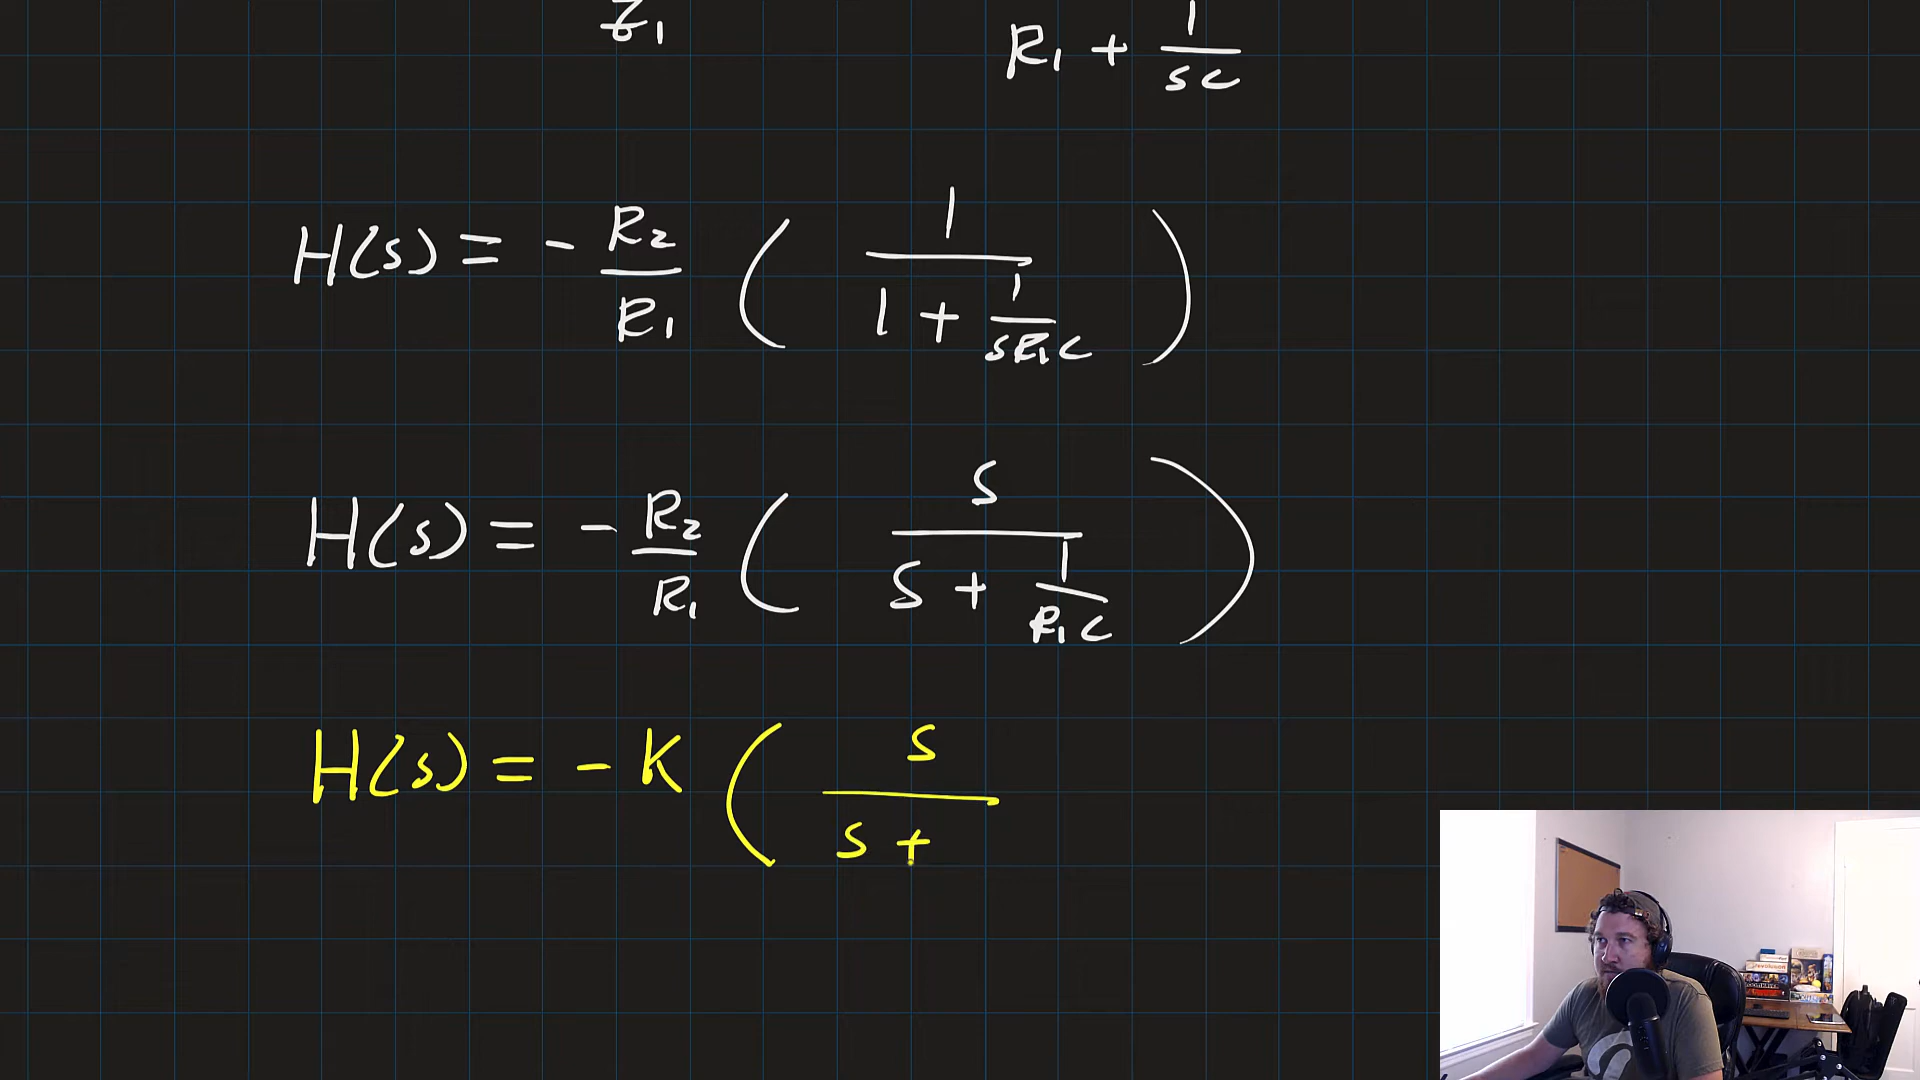 Z1
R1 + 1/sC
H(s) = - R2/R1 ( 1 / (1 + 1/sR1C) )
H(s) = - R2/R1 ( s / (s + 1/R1C) )
H(s) = - K ( s / s +